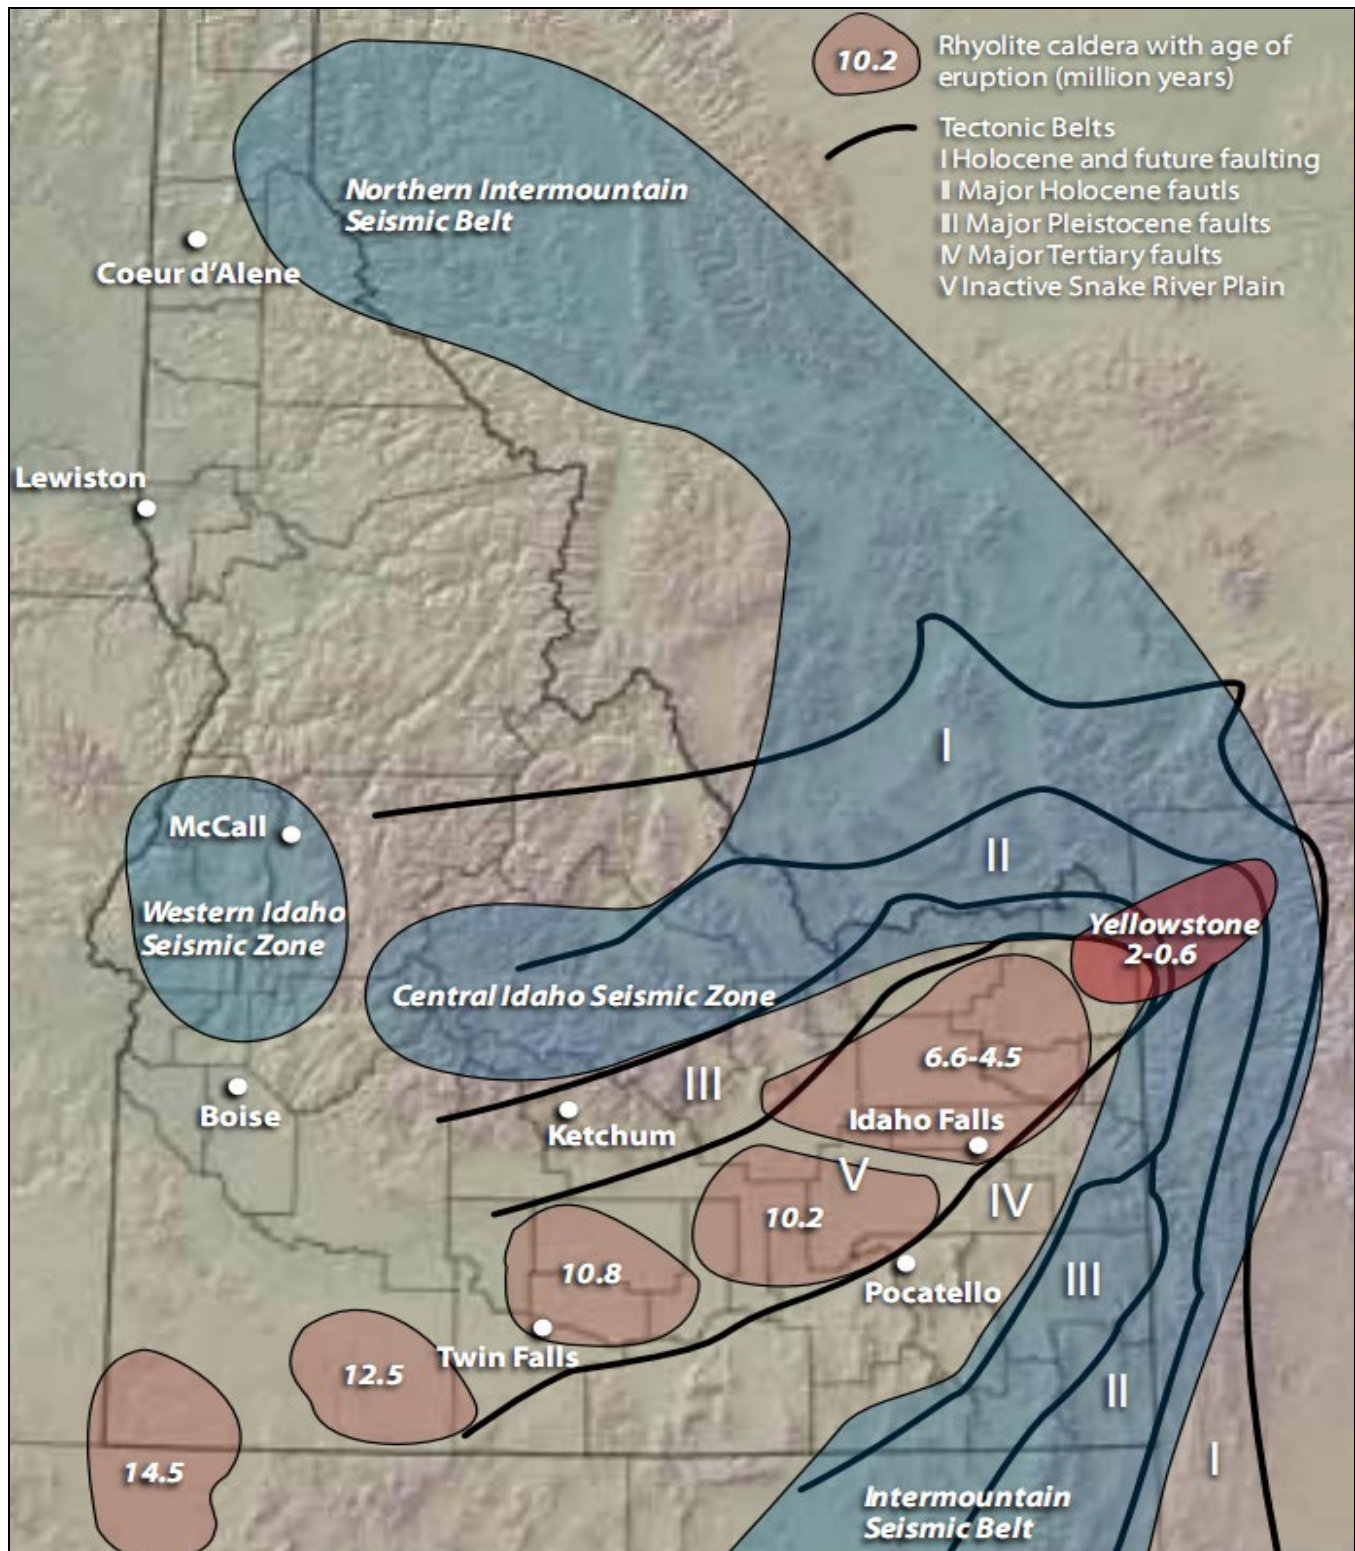 10.2
Rhyolite caldera with age of
eruption (million years)
Tectonic Belts
I Holocene and future faulting
II Major Holocene fautls
III Major Pleistocene faults
IV Major Tertiary faults
V Inactive Snake River Plain
Northern Intermountain
Seismic Belt
Coeur d'Alene
Lewiston
I
McCall
II
Western Idaho
Seismic Zone
Yellowstone
2-0.6
Central Idaho Seismic Zone
6.6-4.5
III
Boise
Ketchum
Idaho Falls
V
IV
10.2
10.8
Pocatello
III
Twin Falls
12.5
II
14.5
I
Intermountain
Seismic Belt